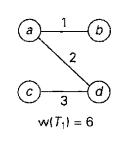 a 1 b
2
c 3 d
w(T₁) = 6